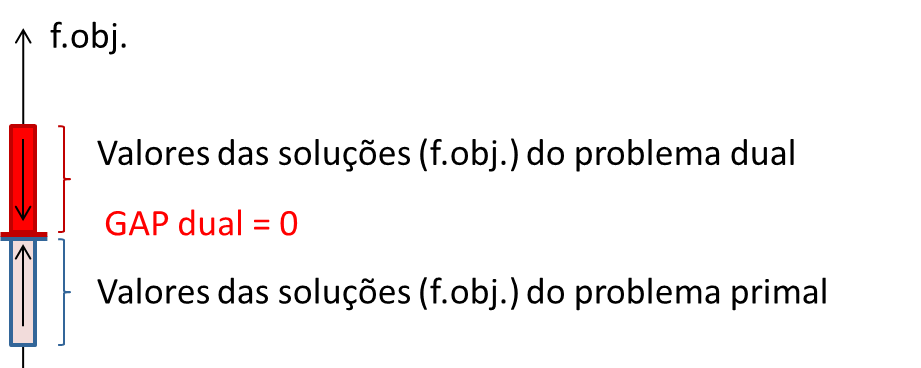 f.obj.
Valores das soluções (f.obj.) do problema dual
GAP dual = 0
Valores das soluções (f.obj.) do problema primal